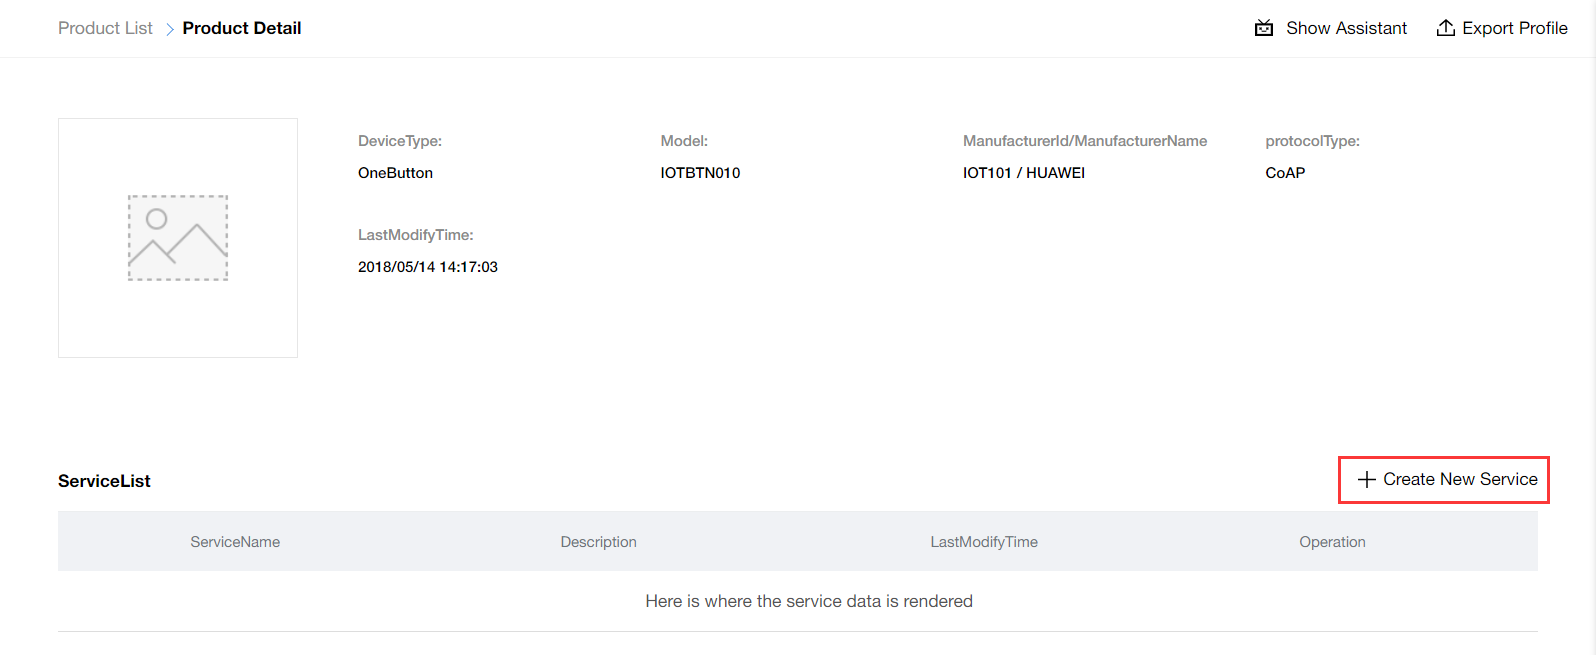 Product List > Product Detail
Show Assistant
Export Profile
DeviceType:
OneButton
Model:
IOTBTN010
ManufacturerId/ManufacturerName
IOT101 / HUAWEI
protocolType:
CoAP
LastModifyTime:
2018/05/14 14:17:03
ServiceList
Create New Service
ServiceName
Description
LastModifyTime
Operation
Here is where the service data is rendered